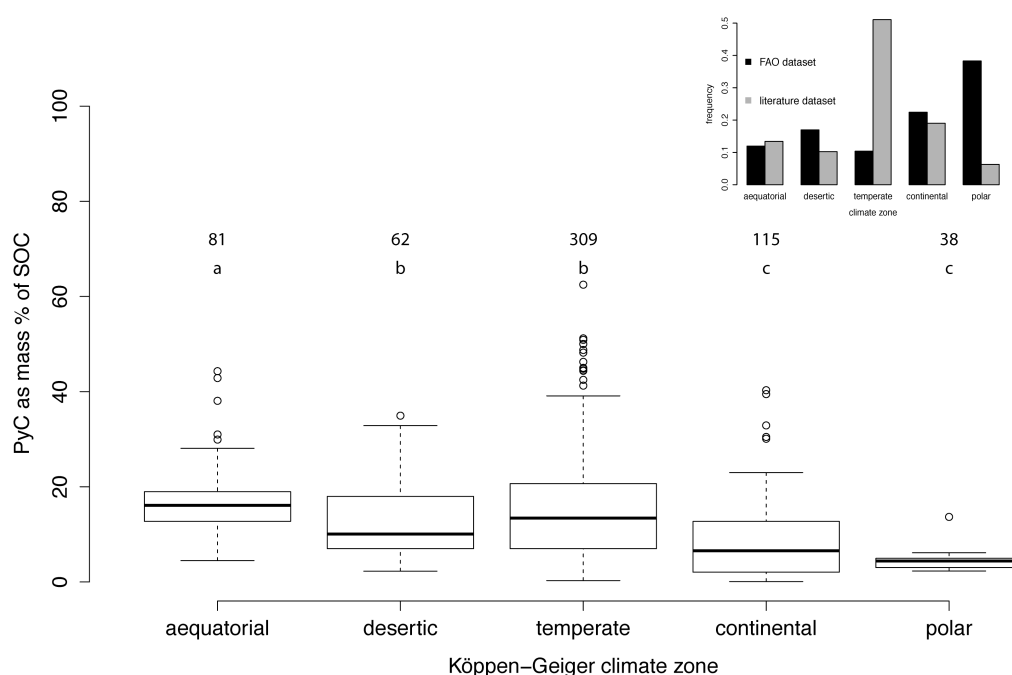 0.0 0.1 0.2 0.3 0.4 0.5
frequency
FAO dataset
literature dataset
aequatorial desertic temperate continental polar
climate zone
0 20 40 60 80 100
PyC as mass % of SOC
81 62 309 115 38
a b b c c
aequatorial desertic temperate continental polar
Köppen−Geiger climate zone